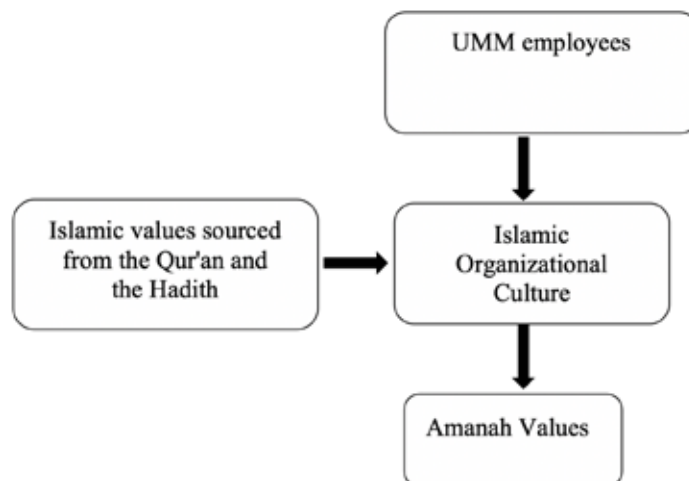 UMM employees
Islamic values sourced
from the Qur'an and
the Hadith
Islamic
Organizational
Culture
Amanah Values